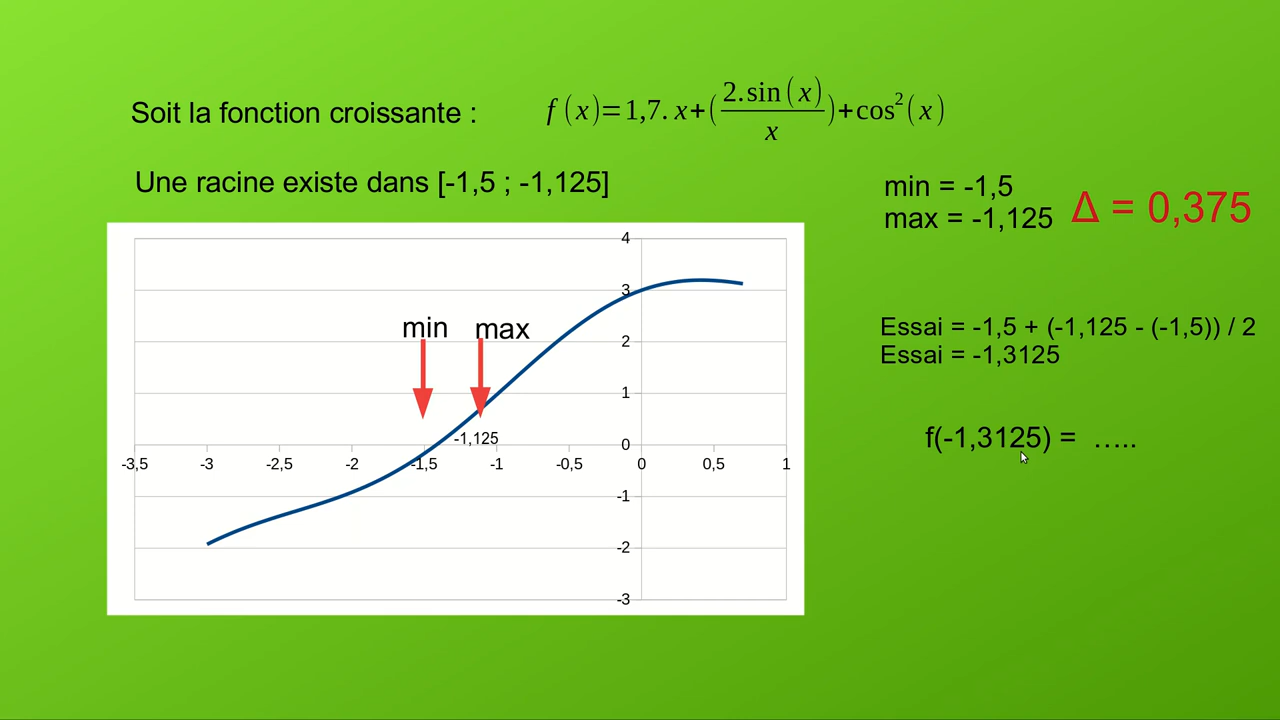 Soit la fonction croissante :
f(x)=1,7.x+(2.sin(x)/x)+cos²(x)
Une racine existe dans [-1,5 ; -1,125]
min = -1,5
max = -1,125
Δ = 0,375
4
3
2
1
0
-1
-2
-3
min
max
-1,125
-3,5 -3 -2,5 -2 -1,5 -1 -0,5 0 0,5 1
Essai = -1,5 + (-1,125 - (-1,5)) / 2
Essai = -1,3125
f(-1,3125) = …..